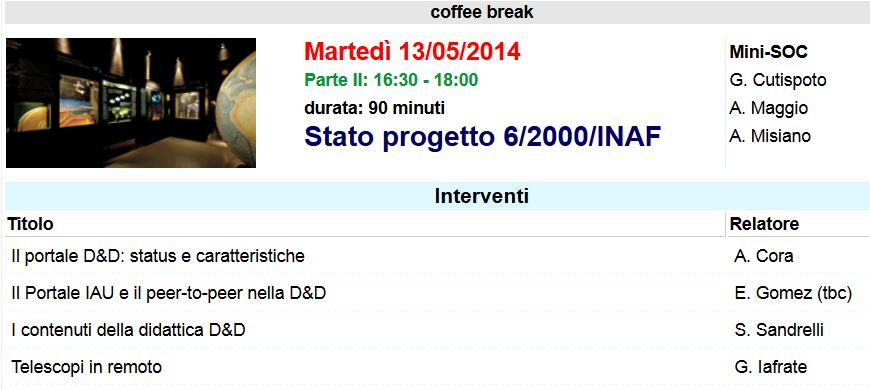 coffee break
Martedì 13/05/2014
Parte II: 16:30 - 18:00
durata: 90 minuti
Stato progetto 6/2000/INAF
Mini-SOC
G. Cutispoto
A. Maggio
A. Misiano
Interventi
Titolo Relatore
Il portale D&D: status e caratteristiche A. Cora
Il Portale IAU e il peer-to-peer nella D&D E. Gomez (tbc)
I contenuti della didattica D&D S. Sandrelli
Telescopi in remoto G. Iafrate